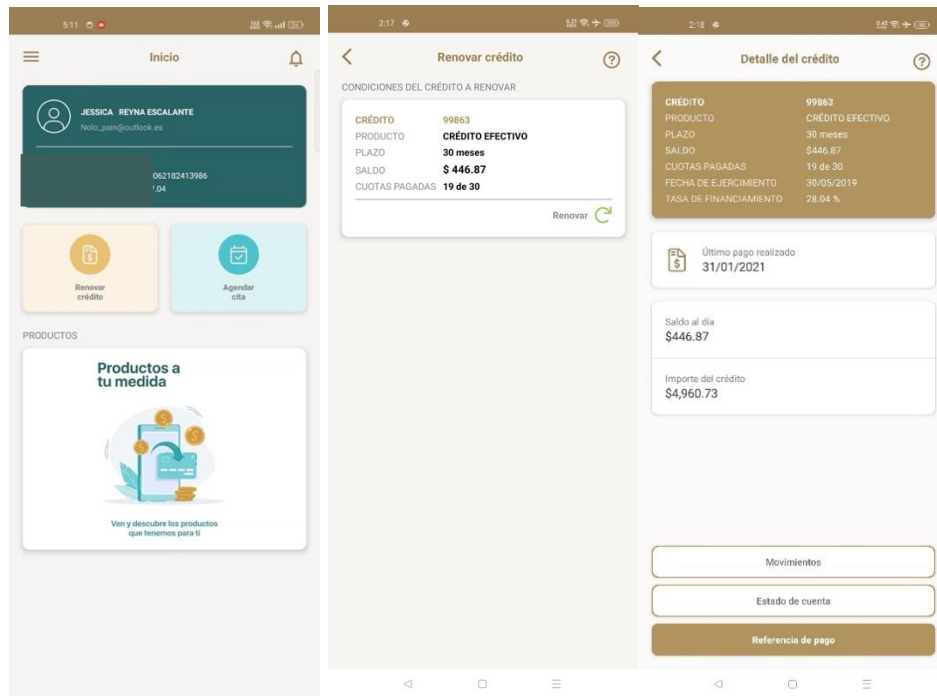 5:11
Inicio
JESSICA REYNA ESCALANTE
Nolo_pain@outlook.es
062182413986
7.04
Renovar
crédito
Agendar
cita
PRODUCTOS
Productos a
tu medida
Ven y descubre los productos
que tenemos para ti
2:17
Renovar crédito
CONDICIONES DEL CRÉDITO A RENOVAR
CRÉDITO 99863
PRODUCTO CRÉDITO EFECTIVO
PLAZO 30 meses
SALDO $ 446.87
CUOTAS PAGADAS 19 de 30
Renovar
2:18
Detalle del crédito
CRÉDITO 99863
PRODUCTO CRÉDITO EFECTIVO
PLAZO 30 meses
SALDO $446.87
CUOTAS PAGADAS 19 de 30
FECHA DE EJERCIMIENTO 30/05/2019
TASA DE FINANCIAMIENTO 28.04 %
Último pago realizado
31/01/2021
Saldo al día
$446.87
Importe del crédito
$4,960.73
Movimientos
Estado de cuenta
Referencia de pago